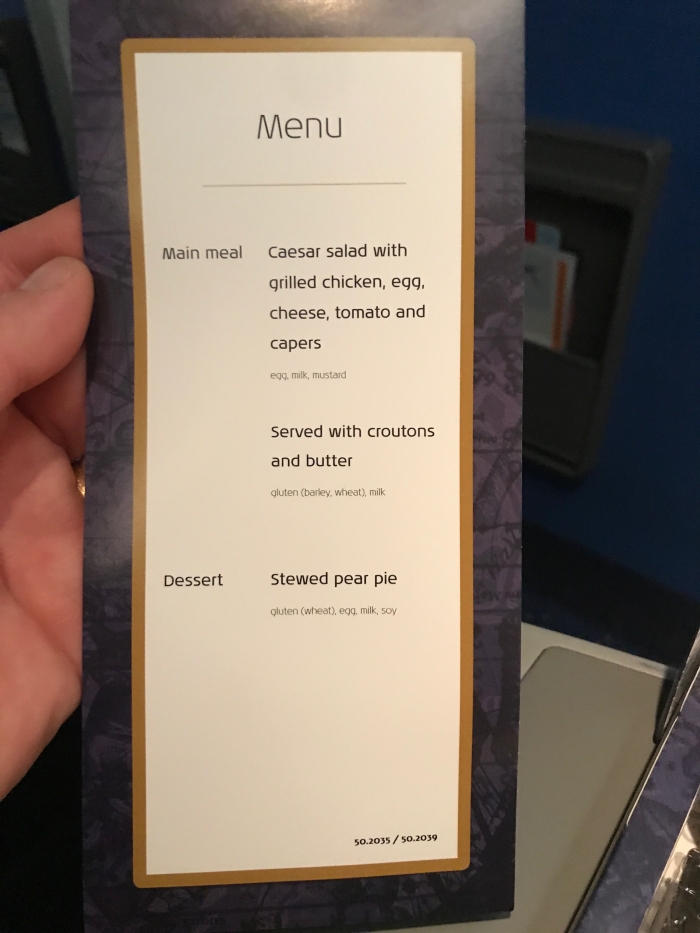 Menu
Main meal Caesar salad with
grilled chicken, egg,
cheese, tomato and
capers
egg, milk, mustard
Served with croutons
and butter
gluten (barley, wheat), milk
Dessert Stewed pear pie
gluten (wheat), egg, milk, soy
50.2035 / 50.2039